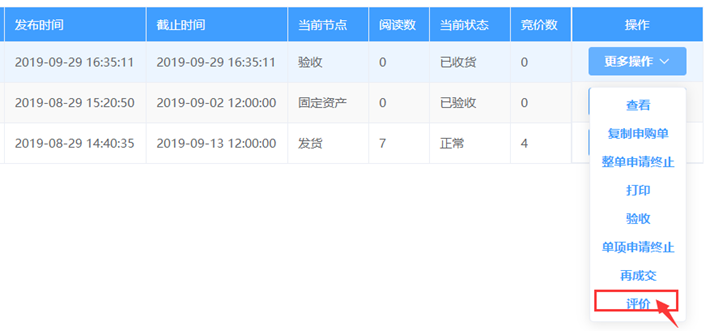 发布时间 截止时间 当前节点 阅读数 当前状态 竞价数 操作
2019-09-29 16:35:11 2019-09-29 16:35:11 验收 0 已收货 0 更多操作
2019-08-29 15:20:50 2019-09-02 12:00:00 固定资产 0 已验收 0
2019-08-29 14:40:35 2019-09-13 12:00:00 发货 7 正常 4
查看
复制申购单
整单申请终止
打印
验收
单项申请终止
再成交
评价